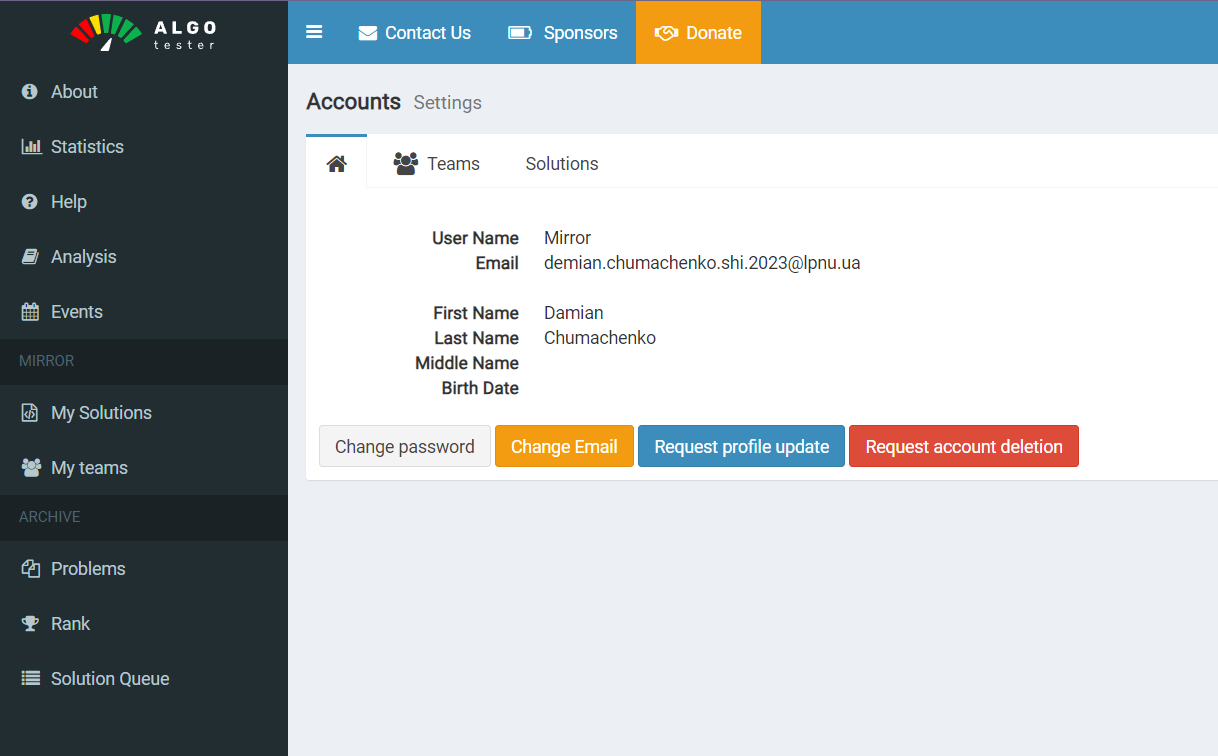 ALGO
tester
Contact Us
Sponsors
Donate
About
Statistics
Help
Analysis
Events
MIRROR
My Solutions
My teams
ARCHIVE
Problems
Rank
Solution Queue
Accounts Settings
Teams
Solutions
User Name Mirror
Email demian.chumachenko.shi.2023@lpnu.ua
First Name Damian
Last Name Chumachenko
Middle Name
Birth Date
Change password
Change Email
Request profile update
Request account deletion